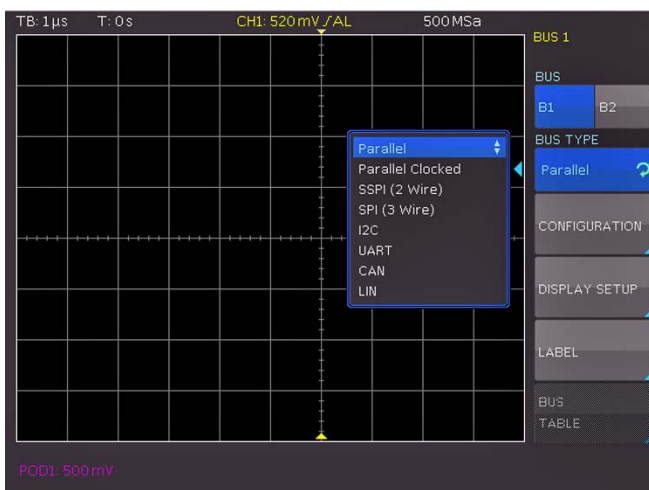 TB: 1µs T: 0s CH1: 520mV / AL 500MSa
BUS 1
BUS
B1 B2
BUS TYPE
Parallel
CONFIGURATION
DISPLAY SETUP
LABEL
BUS
TABLE
Parallel
Parallel Clocked
SSPI (2 Wire)
SPI (3 Wire)
I2C
UART
CAN
LIN
POD1: 500mV